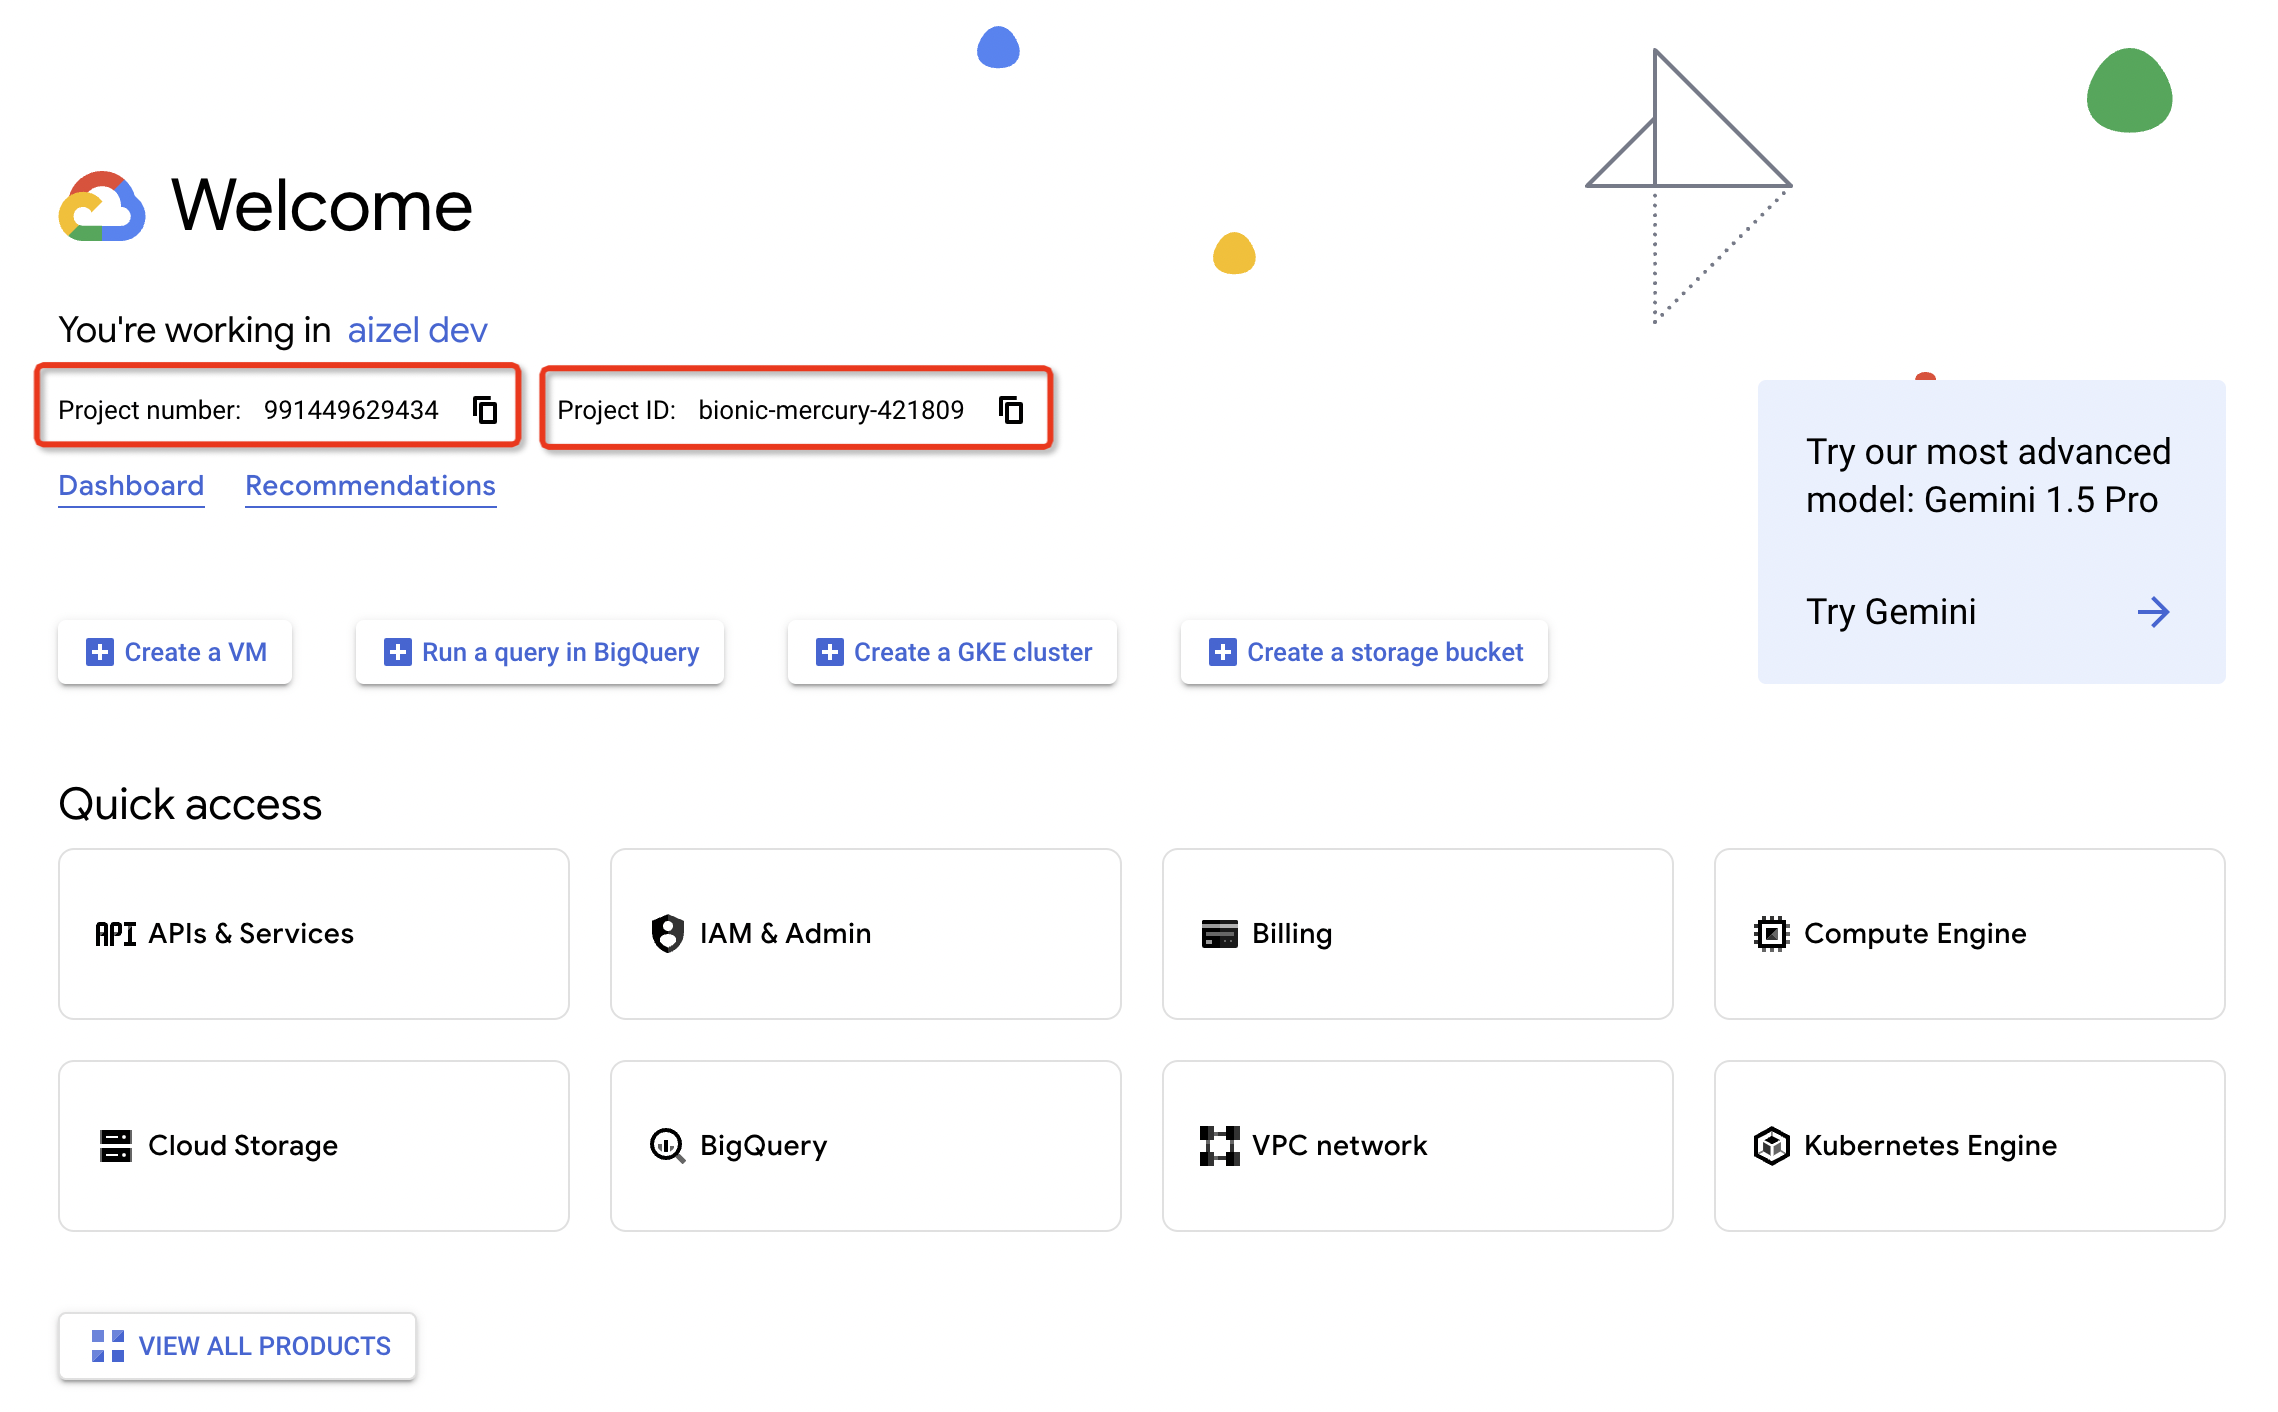 Welcome
You're working in aizel dev
Project number: 991449629434 Project ID: bionic-mercury-421809
Dashboard Recommendations
Try our most advanced
model: Gemini 1.5 Pro
Try Gemini
Create a VM Run a query in BigQuery Create a GKE cluster Create a storage bucket
Quick access
API APIs & Services IAM & Admin Billing Compute Engine
Cloud Storage BigQuery VPC network Kubernetes Engine
VIEW ALL PRODUCTS